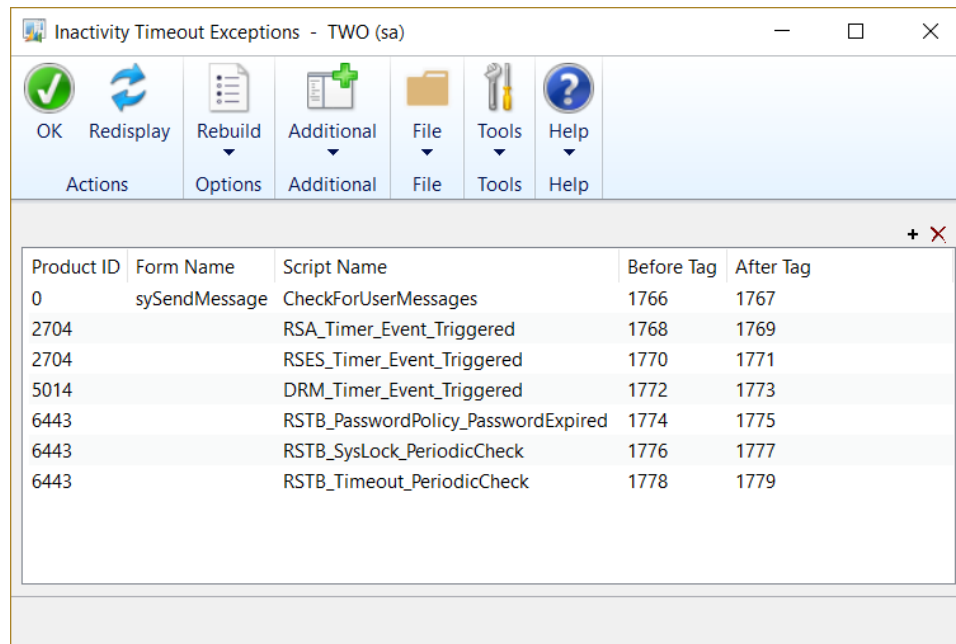 Inactivity Timeout Exceptions - TWO (sa)
OK Redisplay Rebuild Additional File Tools Help
Actions Options Additional File Tools Help
Product ID Form Name Script Name Before Tag After Tag
0 sySendMessage CheckForUserMessages 1766 1767
2704 RSA_Timer_Event_Triggered 1768 1769
2704 RSES_Timer_Event_Triggered 1770 1771
5014 DRM_Timer_Event_Triggered 1772 1773
6443 RSTB_PasswordPolicy_PasswordExpired 1774 1775
6443 RSTB_SysLock_PeriodicCheck 1776 1777
6443 RSTB_Timeout_PeriodicCheck 1778 1779